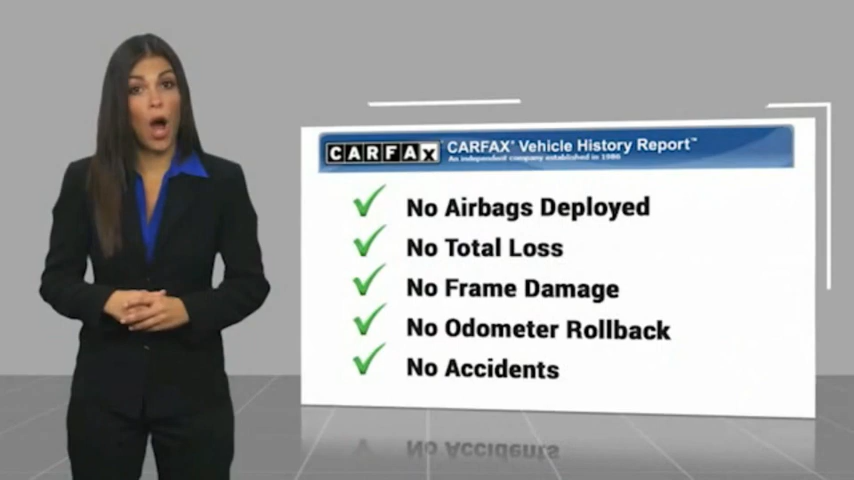 CARFAX CARFAX® Vehicle History Report™
An independent company established in 1986
No Airbags Deployed
No Total Loss
No Frame Damage
No Odometer Rollback
No Accidents
No Accidents